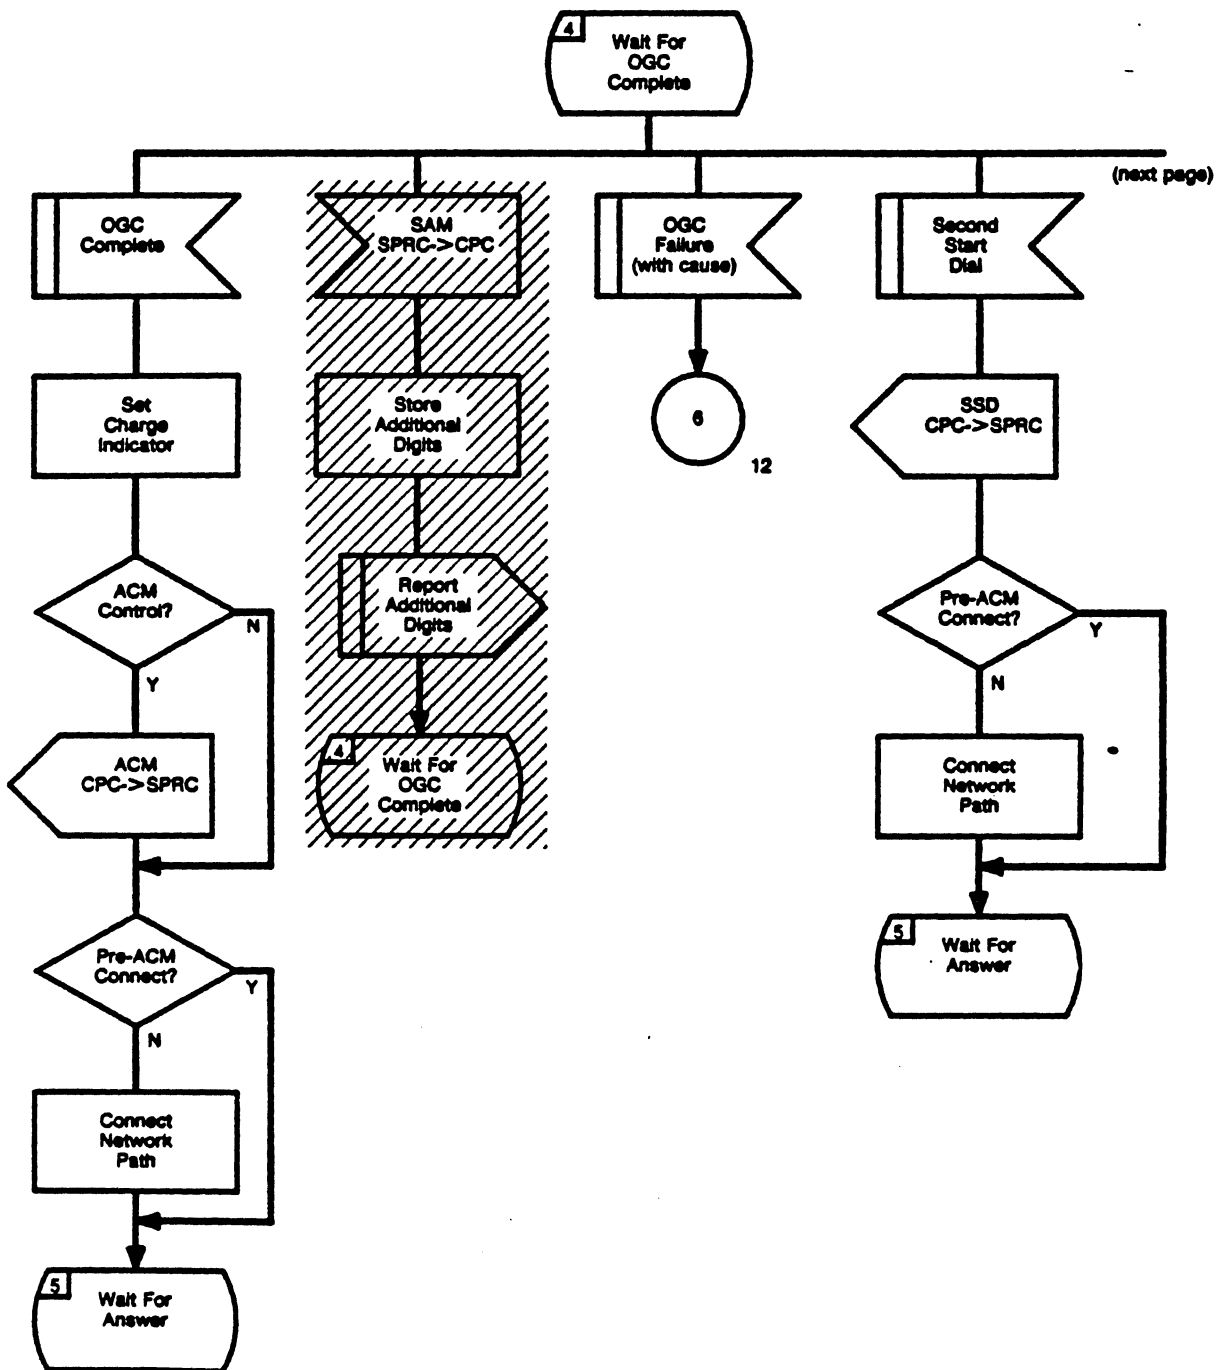 4
Wait For
OGC
Complete
(next page)
OGC
Complete
Set
Charge
Indicator
ACM
Control?
N
Y
ACM
CPC->SPRC
Pre-ACM
Connect?
Y
N
Connect
Network
Path
5
Wait For
Answer
SAM
SPRC->CPC
Store
Additional
Digits
Report
Additional
Digits
4
Wait For
OGC
Complete
OGC
Failure
(with cause)
6
12
Second
Start
Dial
SSD
CPC->SPRC
Pre-ACM
Connect?
Y
N
Connect
Network
Path
5
Wait For
Answer